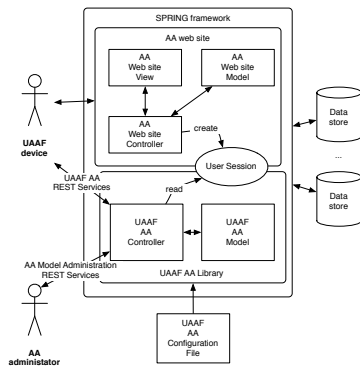 SPRING framework
AA web site
AA
Web site
View
AA
Web site
Model
AA
Web site
Controller
create
UAAF
device
User Session
Data
store
...
Data
store
UAAF AA
REST Services
read
UAAF
AA
Controller
UAAF
AA
Model
AA Model Administration
REST Services
UAAF AA Library
AA
administator
UAAF
AA
Configuration
File